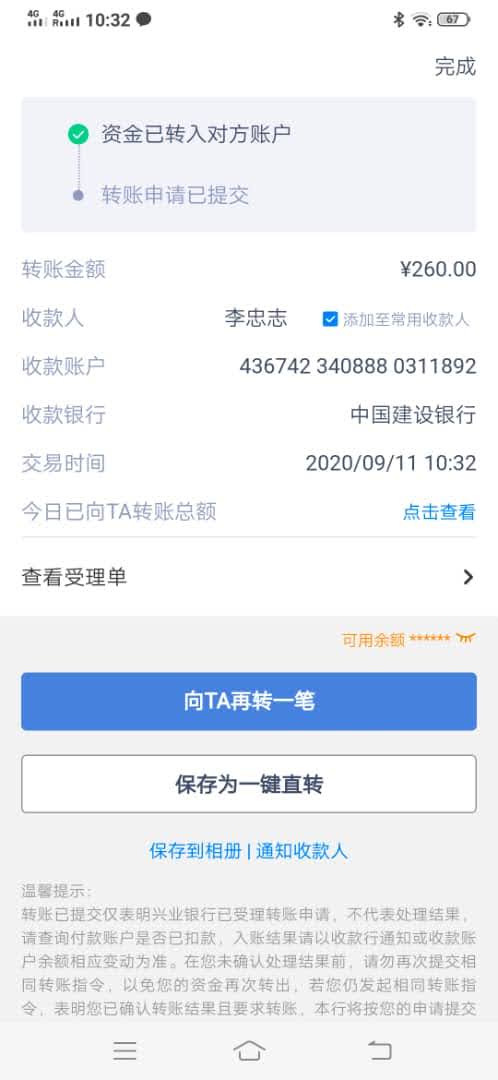 4G 4G R 10:32 67
完成
资金已转入对方账户
转账申请已提交
转账金额 ¥260.00
收款人 李忠志 添加至常用收款人
收款账户 436742 340888 0311892
收款银行 中国建设银行
交易时间 2020/09/11 10:32
今日已向TA转账总额 点击查看
查看受理单
可用余额 ******
向TA再转一笔
保存为一键直转
保存到相册 | 通知收款人
温馨提示：
转账已提交仅表明兴业银行已受理转账申请，不代表处理结果，
请查询付款账户是否已扣款，入账结果请以收款行通知或收款账
户余额相应变动为准。在您未确认处理结果前，请勿再次提交相
同转账指令，以免您的资金再次转出，若您仍发起相同转账指
令，表明您已确认转账结果且要求转账，本行将按您的申请提交